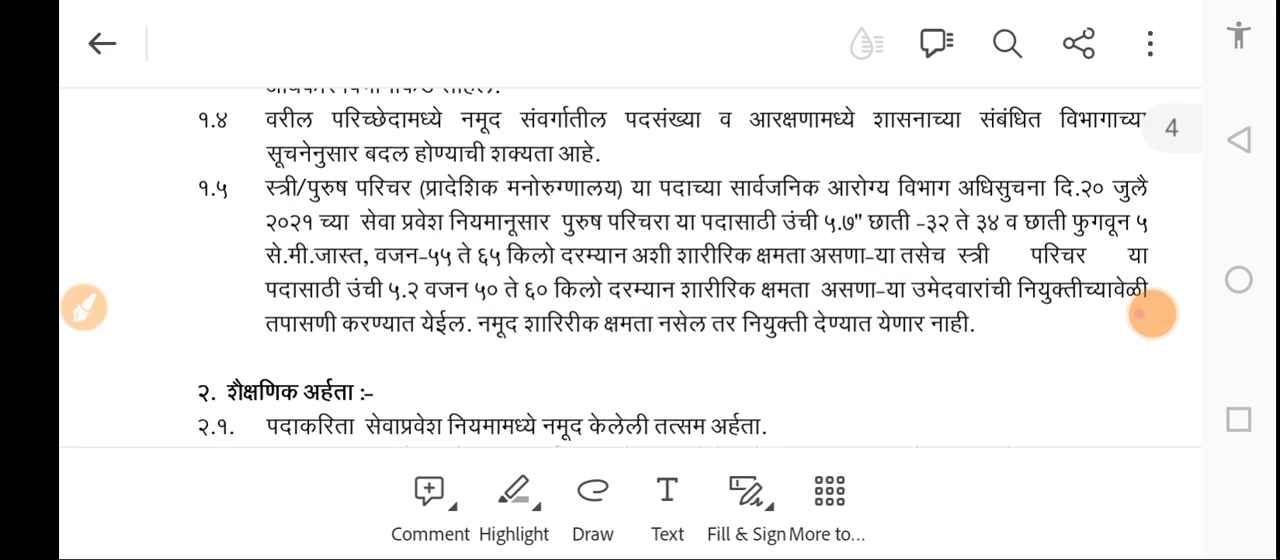 १.४ वरील परिच्छेदामध्ये नमूद संवर्गातील पदसंख्या व आरक्षणामध्ये शासनाच्या संबंधित विभागाच्या
4
सूचनेनुसार बदल होण्याची शक्यता आहे.
१.५ स्त्री/पुरुष परिचर (प्रादेशिक मनोरुग्णालय) या पदाच्या सार्वजनिक आरोग्य विभाग अधिसुचना दि.२० जुलै
२०२१ च्या सेवा प्रवेश नियमानूसार पुरुष परिचरा या पदासाठी उंची ५.७" छाती -३२ ते ३४ व छाती फुगवून ५
से.मी.जास्त, वजन-५५ ते ६५ किलो दरम्यान अशी शारीरिक क्षमता असणा-या तसेच स्त्री परिचर या
पदासाठी उंची ५.२ वजन ५० ते ६० किलो दरम्यान शारीरिक क्षमता असणा-या उमेदवारांची नियुक्तीच्यावेळी
तपासणी करण्यात येईल. नमूद शारिरीक क्षमता नसेल तर नियुक्ती देण्यात येणार नाही.
२. शैक्षणिक अर्हता :-
२.१. पदाकरिता सेवाप्रवेश नियमामध्ये नमूद केलेली तत्सम अर्हता.
Comment Highlight Draw Text Fill & Sign More to...